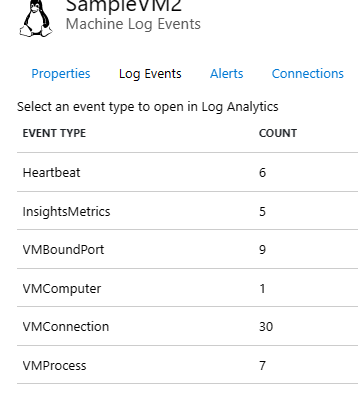 SampleVM2
Machine Log Events
Properties Log Events Alerts Connections
Select an event type to open in Log Analytics
EVENT TYPE COUNT
Heartbeat 6
InsightsMetrics 5
VMBoundPort 9
VMComputer 1
VMConnection 30
VMProcess 7